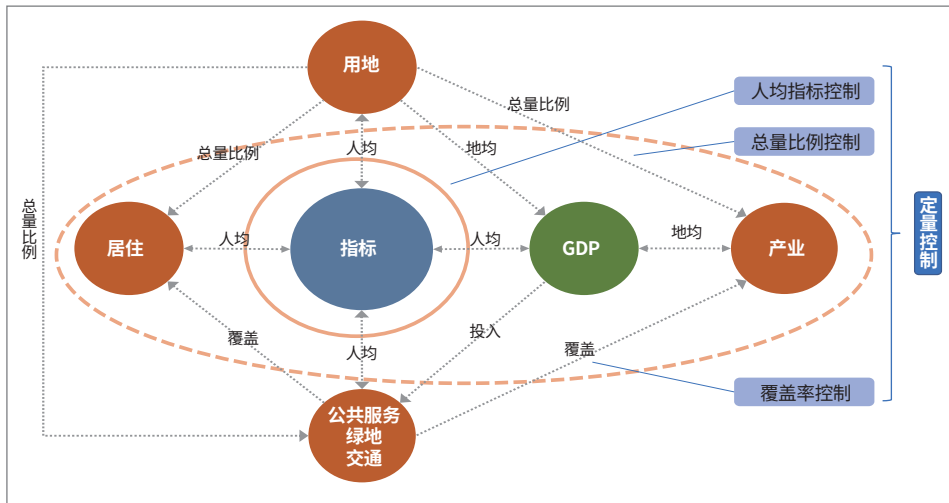 用地
总量比例
人均指标控制
总量比例
人均
地均
总量比例控制
总量比例
定量控制
居住
人均
指标
人均
GDP
地均
产业
覆盖
人均
投入
覆盖
覆盖率控制
公共服务
绿地
交通